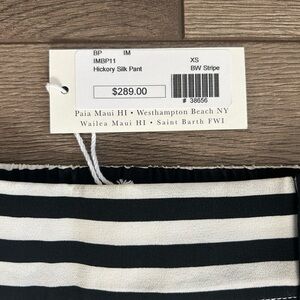 BP IM
IMBP11 XS
Hickory Silk Pant BW Stripe
$289.00
# 38656
Paia Maui HI • Westhampton Beach NY
Wailea Maui HI • Saint Barth FWI